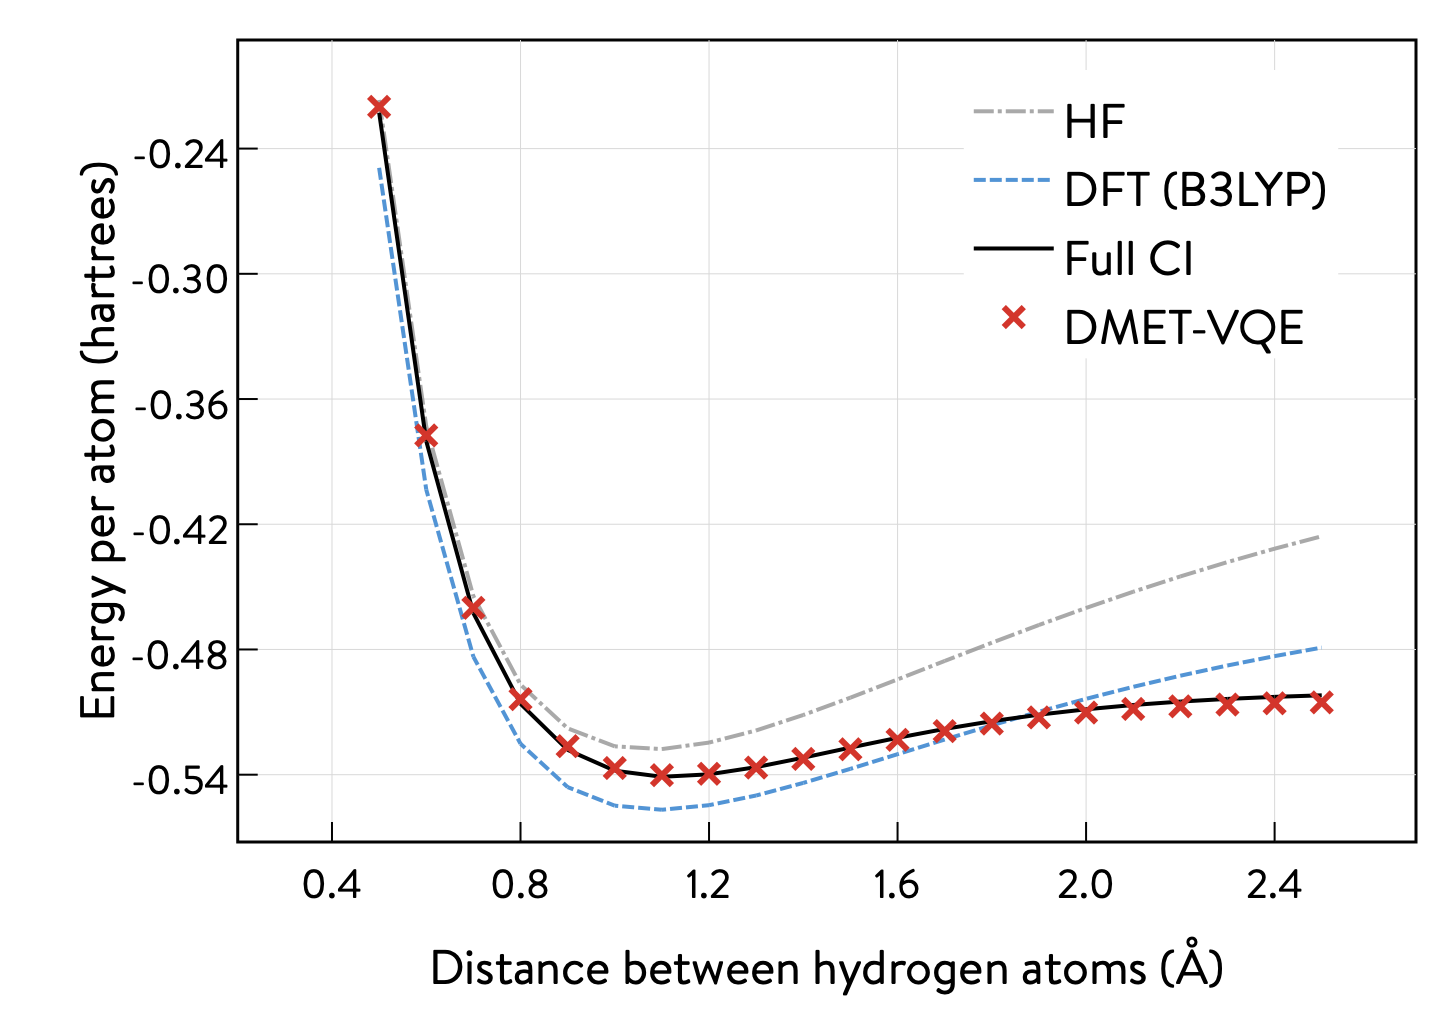 HF
DFT (B3LYP)
Full CI
DMET-VQE
Energy per atom (hartrees)
-0.24
-0.30
-0.36
-0.42
-0.48
-0.54
0.4 0.8 1.2 1.6 2.0 2.4
Distance between hydrogen atoms (Å)